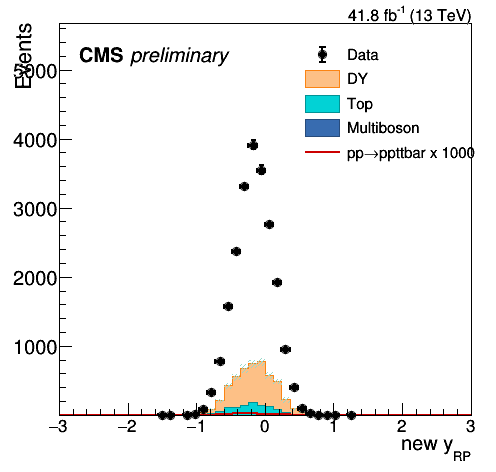 41.8 fb⁻¹ (13 TeV)
Events
CMS preliminary
Data
DY
Top
Multiboson
pp→ppttbar x 1000
5000
4000
3000
2000
1000
−3 −2 −1 0 1 2 3
new y_RP